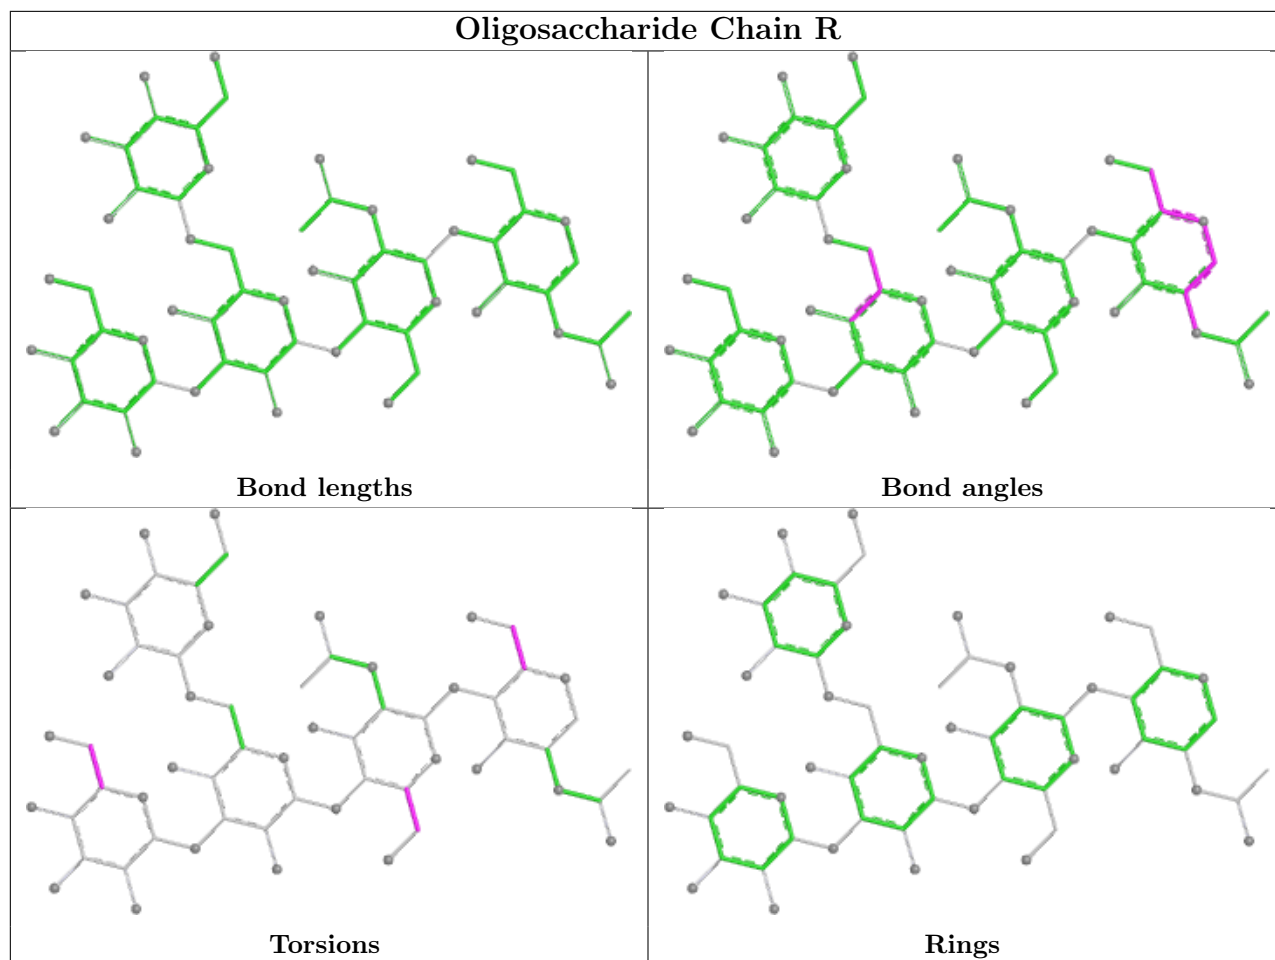 Oligosaccharide Chain R
Bond lengths
Bond angles
Torsions
Rings